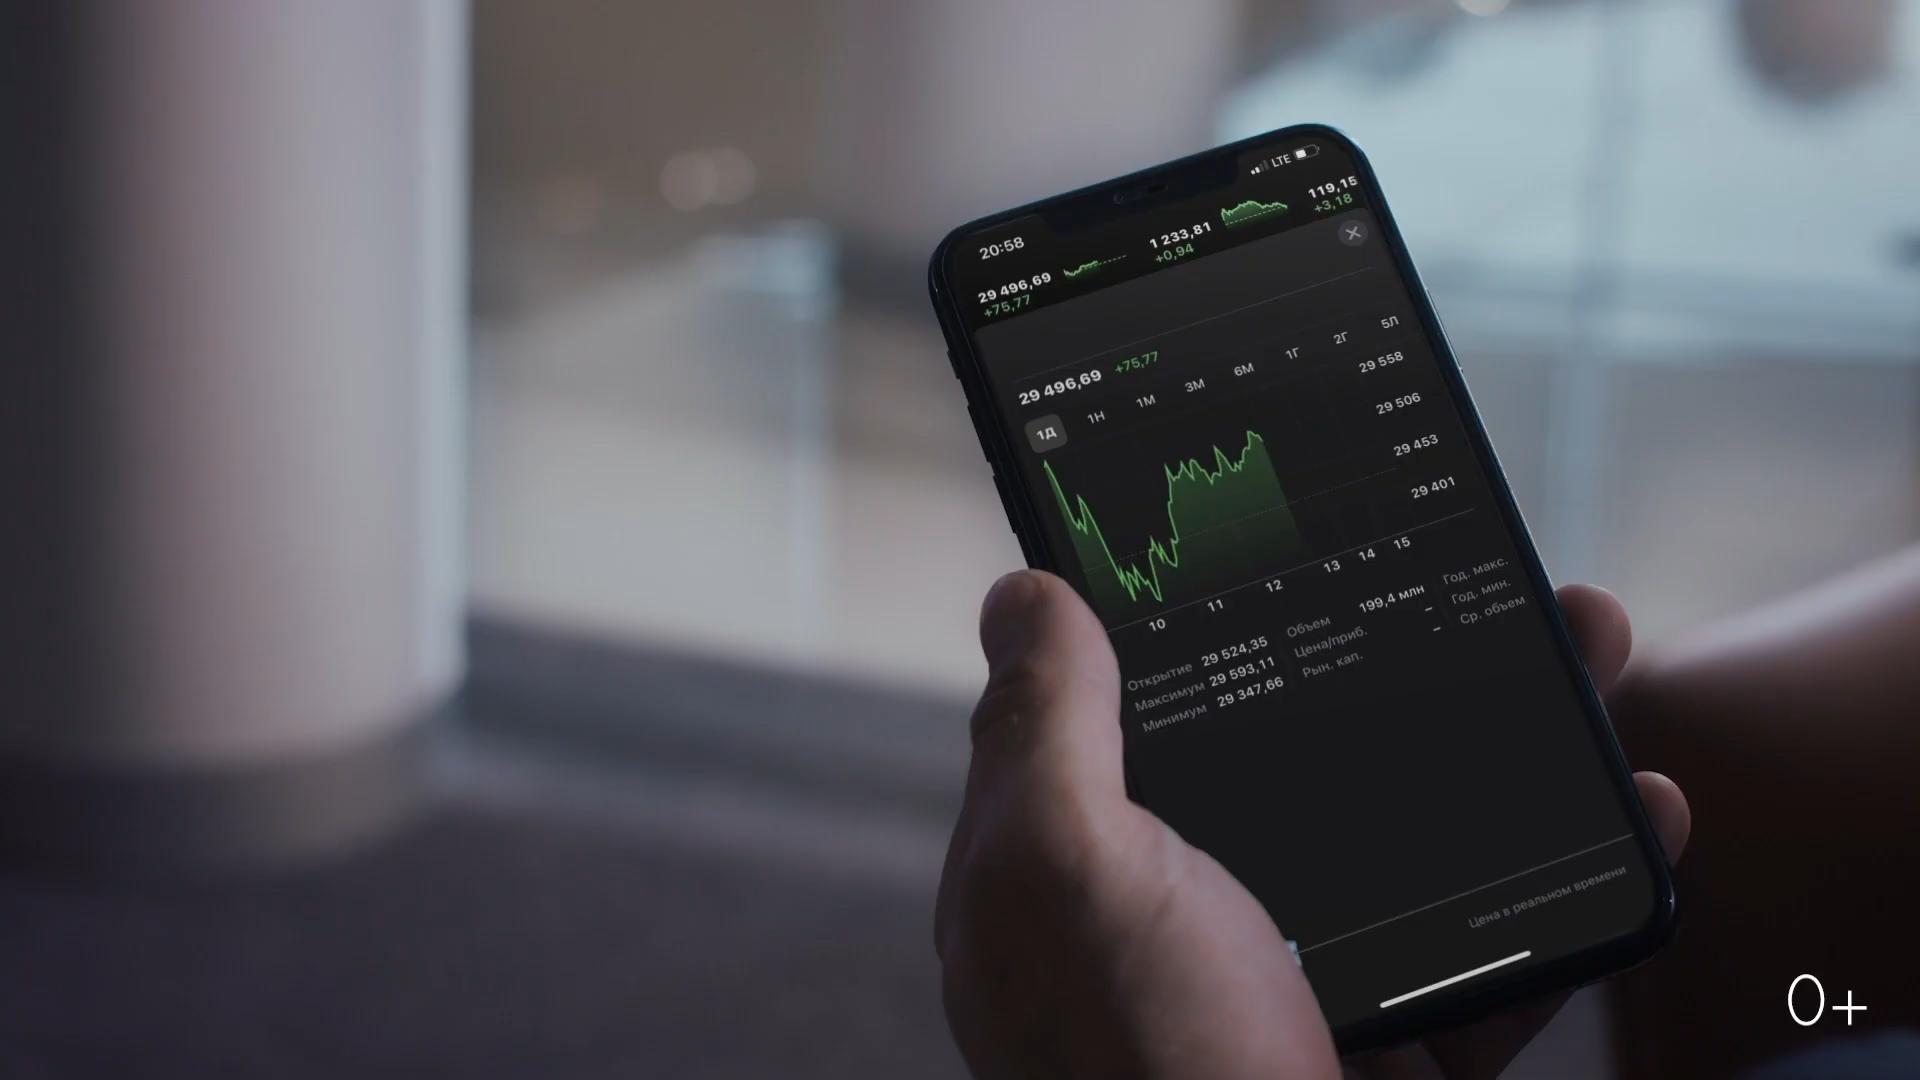 20:58
LTE
29 496,69
+75,77
1 233,81
+0,94
119,15
+3,18
29 496,69 +75,77
1Д 1Н 1М 3М 6М 1Г 2Г 5Л
29 558
29 506
29 453
29 401
10 11 12 13 14 15
Открытие 29 524,35
Максимум 29 593,11
Минимум 29 347,66
Объем 199,4 млн
Цена/приб. –
Рын. кап. –
Год. макс.
Год. мин.
Ср. объем
Цена в реальном времени
0+